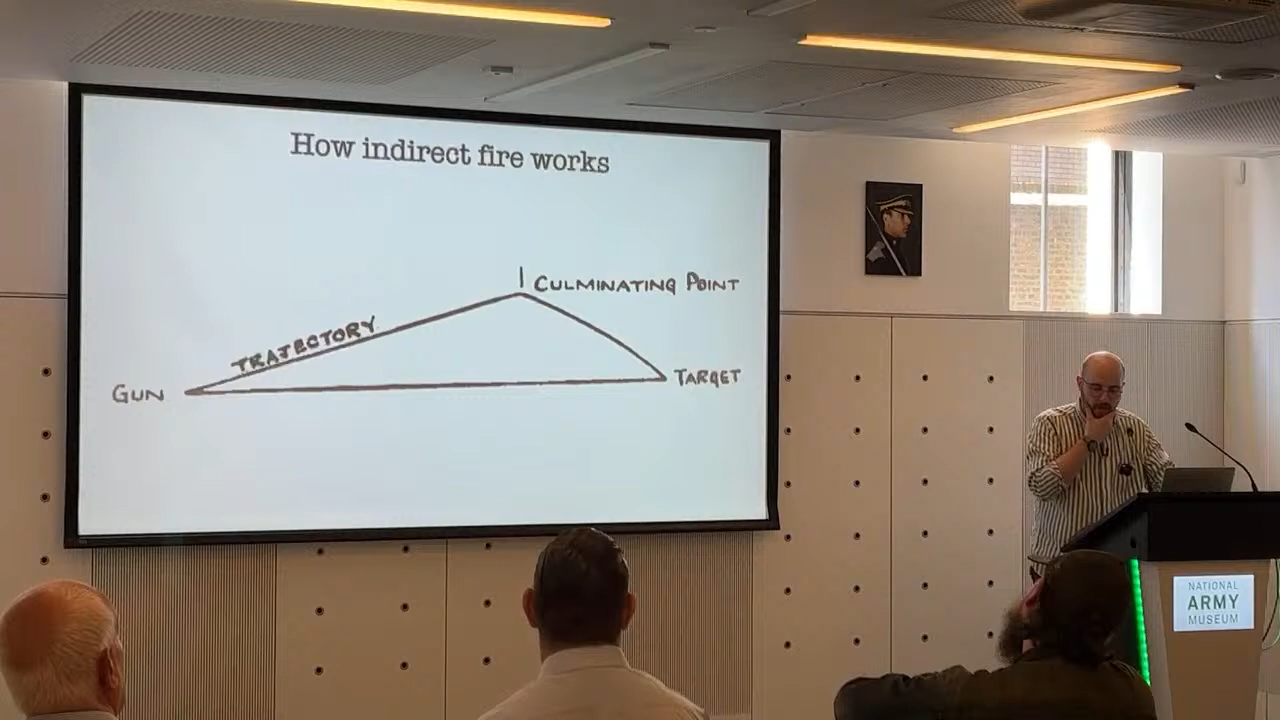 How indirect fire works
CULMINATING POINT
TRAJECTORY
GUN
TARGET
NATIONAL
ARMY
MUSEUM